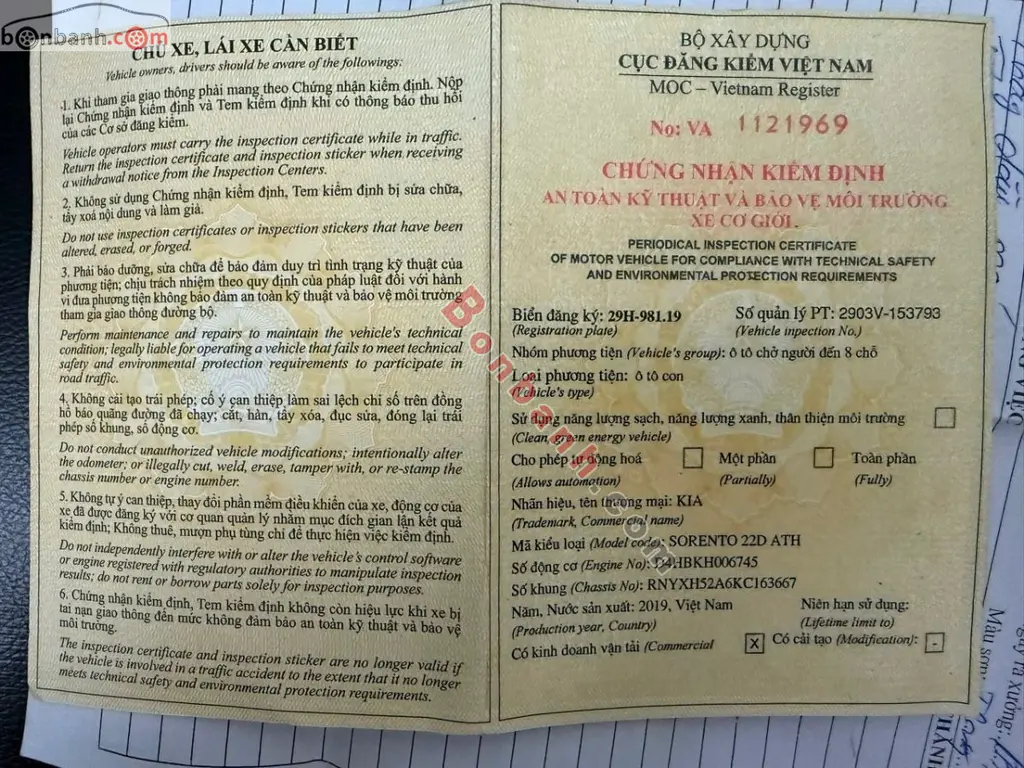 bonbanh.com
CHỦ XE, LÁI XE CẦN BIẾT
Vehicle owners, drivers should be aware of the followings:
1. Khi tham gia giao thông phải mang theo Chứng nhận kiểm định. Nộp
lại Chứng nhận kiểm định và Tem kiểm định khi có thông báo thu hồi
của các Cơ sở đăng kiểm.
Vehicle operators must carry the inspection certificate while in traffic.
Return the inspection certificate and inspection sticker when receiving
a withdrawal notice from the Inspection Centers.
2. Không sử dụng Chứng nhận kiểm định, Tem kiểm định bị sửa chữa,
tẩy xoá nội dung và làm giả.
Do not use inspection certificates or inspection stickers that have been
altered, erased, or forged.
3. Phải bảo dưỡng, sửa chữa để bảo đảm duy trì tình trạng kỹ thuật của
phương tiện; chịu trách nhiệm theo quy định của pháp luật đối với hành
vi đưa phương tiện không bảo đảm an toàn kỹ thuật và bảo vệ môi trường
tham gia giao thông đường bộ.
Perform maintenance and repairs to maintain the vehicle's technical
condition; legally liable for operating a vehicle that fails to meet technical
safety and environmental protection requirements to participate in
road traffic.
4. Không cải tạo trái phép; cố ý can thiệp làm sai lệch chỉ số trên đồng
hồ báo quãng đường đã chạy; cắt, hàn, tẩy xóa, đục sửa, đóng lại trái
phép số khung, số động cơ.
Do not conduct unauthorized vehicle modifications; intentionally alter
the odometer; or illegally cut, weld, erase, tamper with, or re-stamp the
chassis number or engine number.
5. Không tự ý can thiệp, thay đổi phần mềm điều khiển của xe, động cơ của
xe đã được đăng ký với cơ quan quản lý nhằm mục đích gian lận kết quả
kiểm định; Không thuê, mượn phụ tùng chỉ để thực hiện việc kiểm định.
Do not independently interfere with or alter the vehicle's control software
or engine registered with regulatory authorities to manipulate inspection
results; do not rent or borrow parts solely for inspection purposes.
6. Chứng nhận kiểm định, Tem kiểm định không còn hiệu lực khi xe bị
tai nạn giao thông đến mức không đảm bảo an toàn kỹ thuật và bảo vệ
môi trường.
The inspection certificate and inspection sticker are no longer valid if
the vehicle is involved in a traffic accident to the extent that it no longer
meets technical safety and environmental protection requirements.
BỘ XÂY DỰNG
CỤC ĐĂNG KIỂM VIỆT NAM
MOC – Vietnam Register
No: VA 1121969
CHỨNG NHẬN KIỂM ĐỊNH
AN TOÀN KỸ THUẬT VÀ BẢO VỆ MÔI TRƯỜNG
XE CƠ GIỚI
PERIODICAL INSPECTION CERTIFICATE
OF MOTOR VEHICLE FOR COMPLIANCE WITH TECHNICAL SAFETY
AND ENVIRONMENTAL PROTECTION REQUIREMENTS
Biển đăng ký: 29H-981.19 Số quản lý PT: 2903V-153793
(Registration plate) (Vehicle inspection No.)
Nhóm phương tiện (Vehicle's group): ô tô chở người đến 8 chỗ
Loại phương tiện: ô tô con
(Vehicle's type)
Sử dụng năng lượng sạch, năng lượng xanh, thân thiện môi trường
(Clean, green energy vehicle)
Cho phép tự động hoá Một phần Toàn phần
(Allows automation) (Partially) (Fully)
Nhãn hiệu, tên thương mại: KIA
(Trademark, Commercial name)
Mã kiểu loại (Model code): SORENTO 22D ATH
Số động cơ (Engine No): D4HBKH006745
Số khung (Chassis No): RNYXH52A6KC163667
Năm, Nước sản xuất: 2019, Việt Nam Niên hạn sử dụng:
(Production year, Country) (Lifetime limit to)
Có kinh doanh vận tải (Commercial X Có cải tạo (Modification): -
Bonbanh.com
Màu sơn: